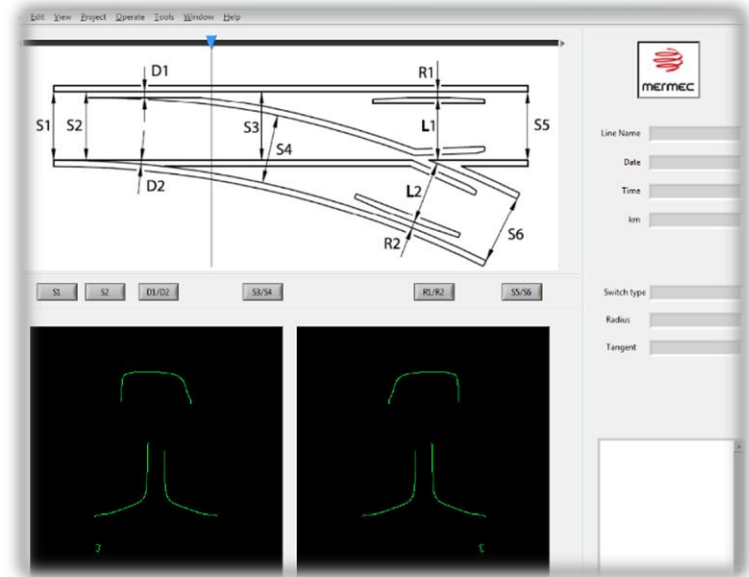 Edit View Project Operate Tools Window Help
D1 R1
S1 S2 S3 L1 S5
S4
D2 L2
R2 S6
S1 S2 D1/D2 S3/S4 R1/R2 S5/S6
MERMEC
Line Name
Date
Time
km
Switch type
Radius
Tangent